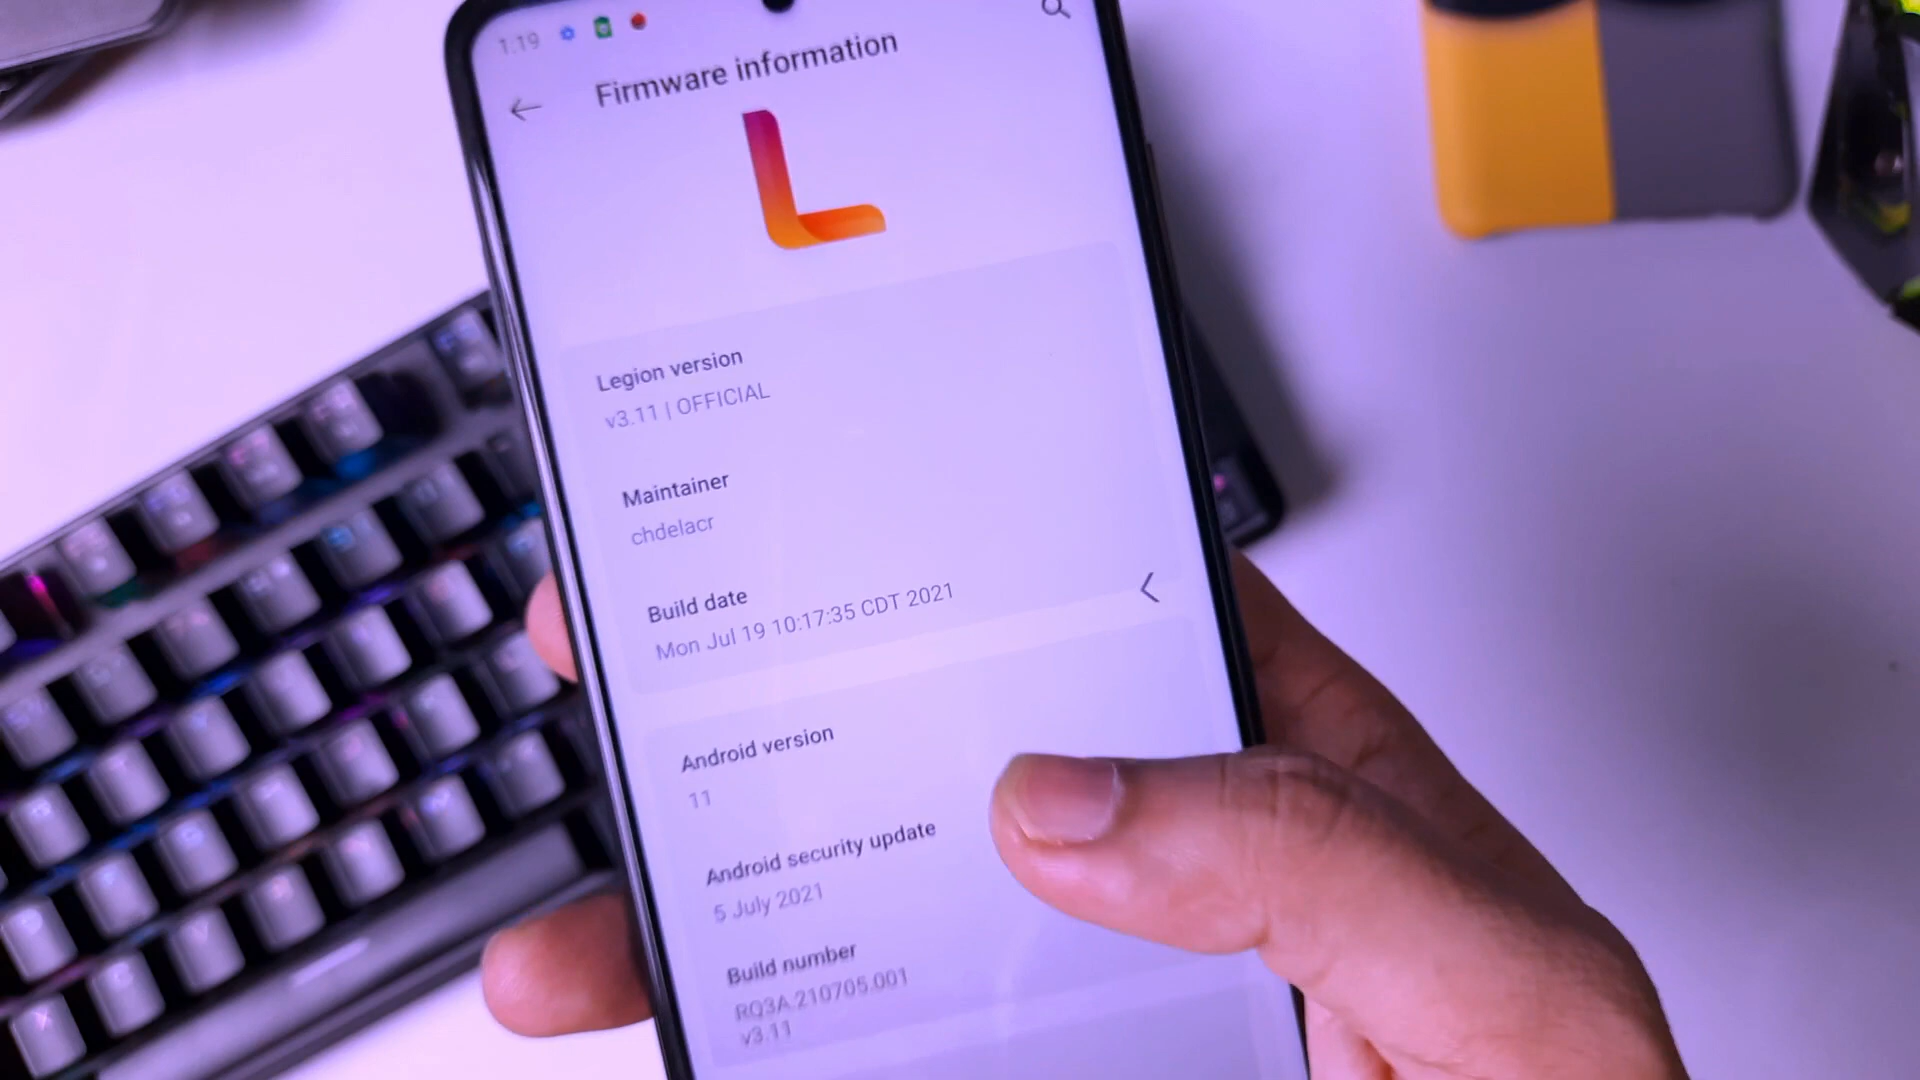 1:19
Firmware information
Legion version
v3.11 | OFFICIAL
Maintainer
chdelacr
Build date
Mon Jul 19 10:17:35 CDT 2021
Android version
11
Android security update
5 July 2021
Build number
RQ3A.210705.001
v3.11